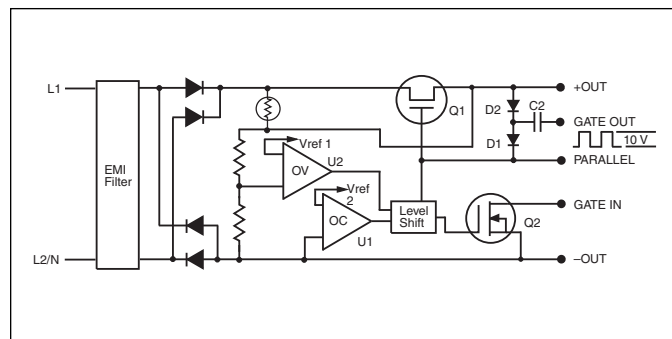 L1
EMI
Filter
L2/N
Vref 1
OV
U2
Vref
2
OC
U1
Level
Shift
Q1
D2
C2
D1
Q2
+OUT
GATE OUT
10 V
PARALLEL
GATE IN
–OUT